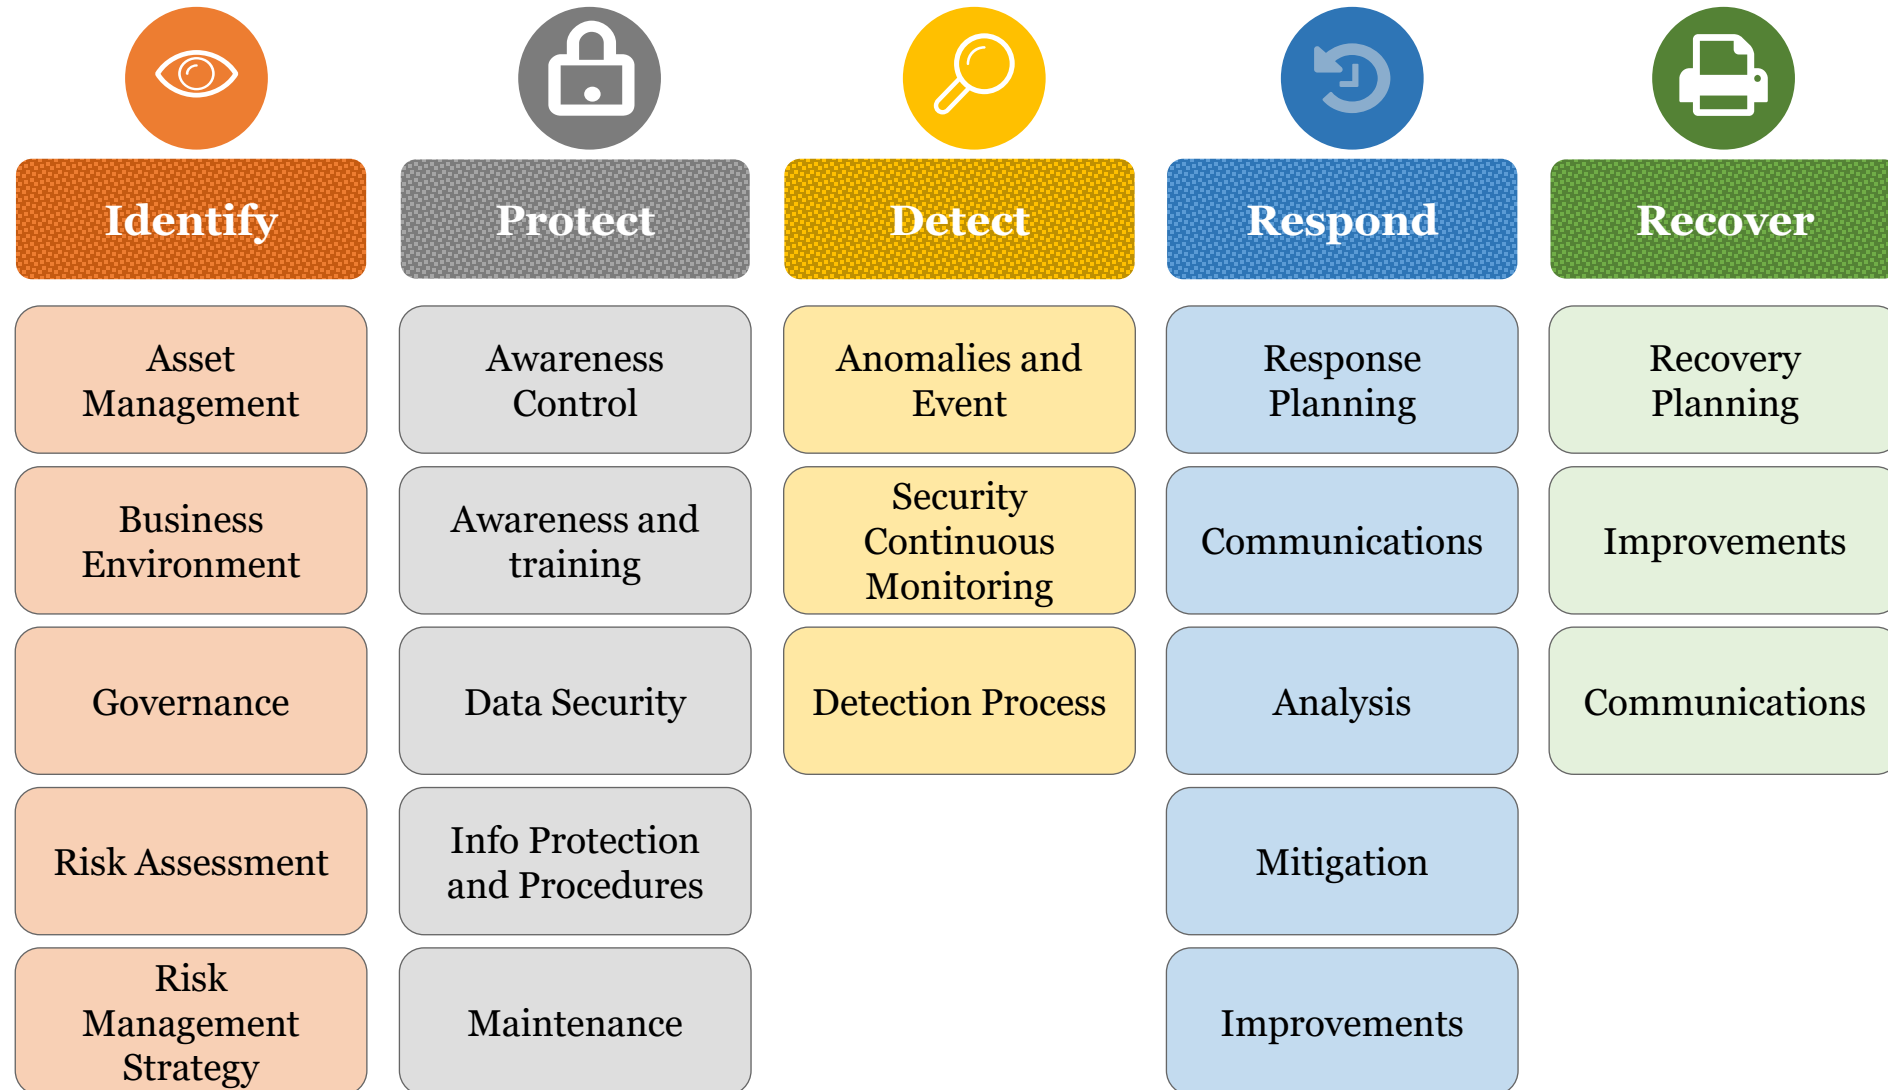 Identify
Protect
Detect
Respond
Recover
Asset
Management
Awareness
Control
Anomalies and
Event
Response
Planning
Recovery
Planning
Business
Environment
Awareness and
training
Security
Continuous
Monitoring
Communications
Improvements
Governance
Data Security
Detection Process
Analysis
Communications
Risk Assessment
Info Protection
and Procedures
Mitigation
Risk
Management
Strategy
Maintenance
Improvements